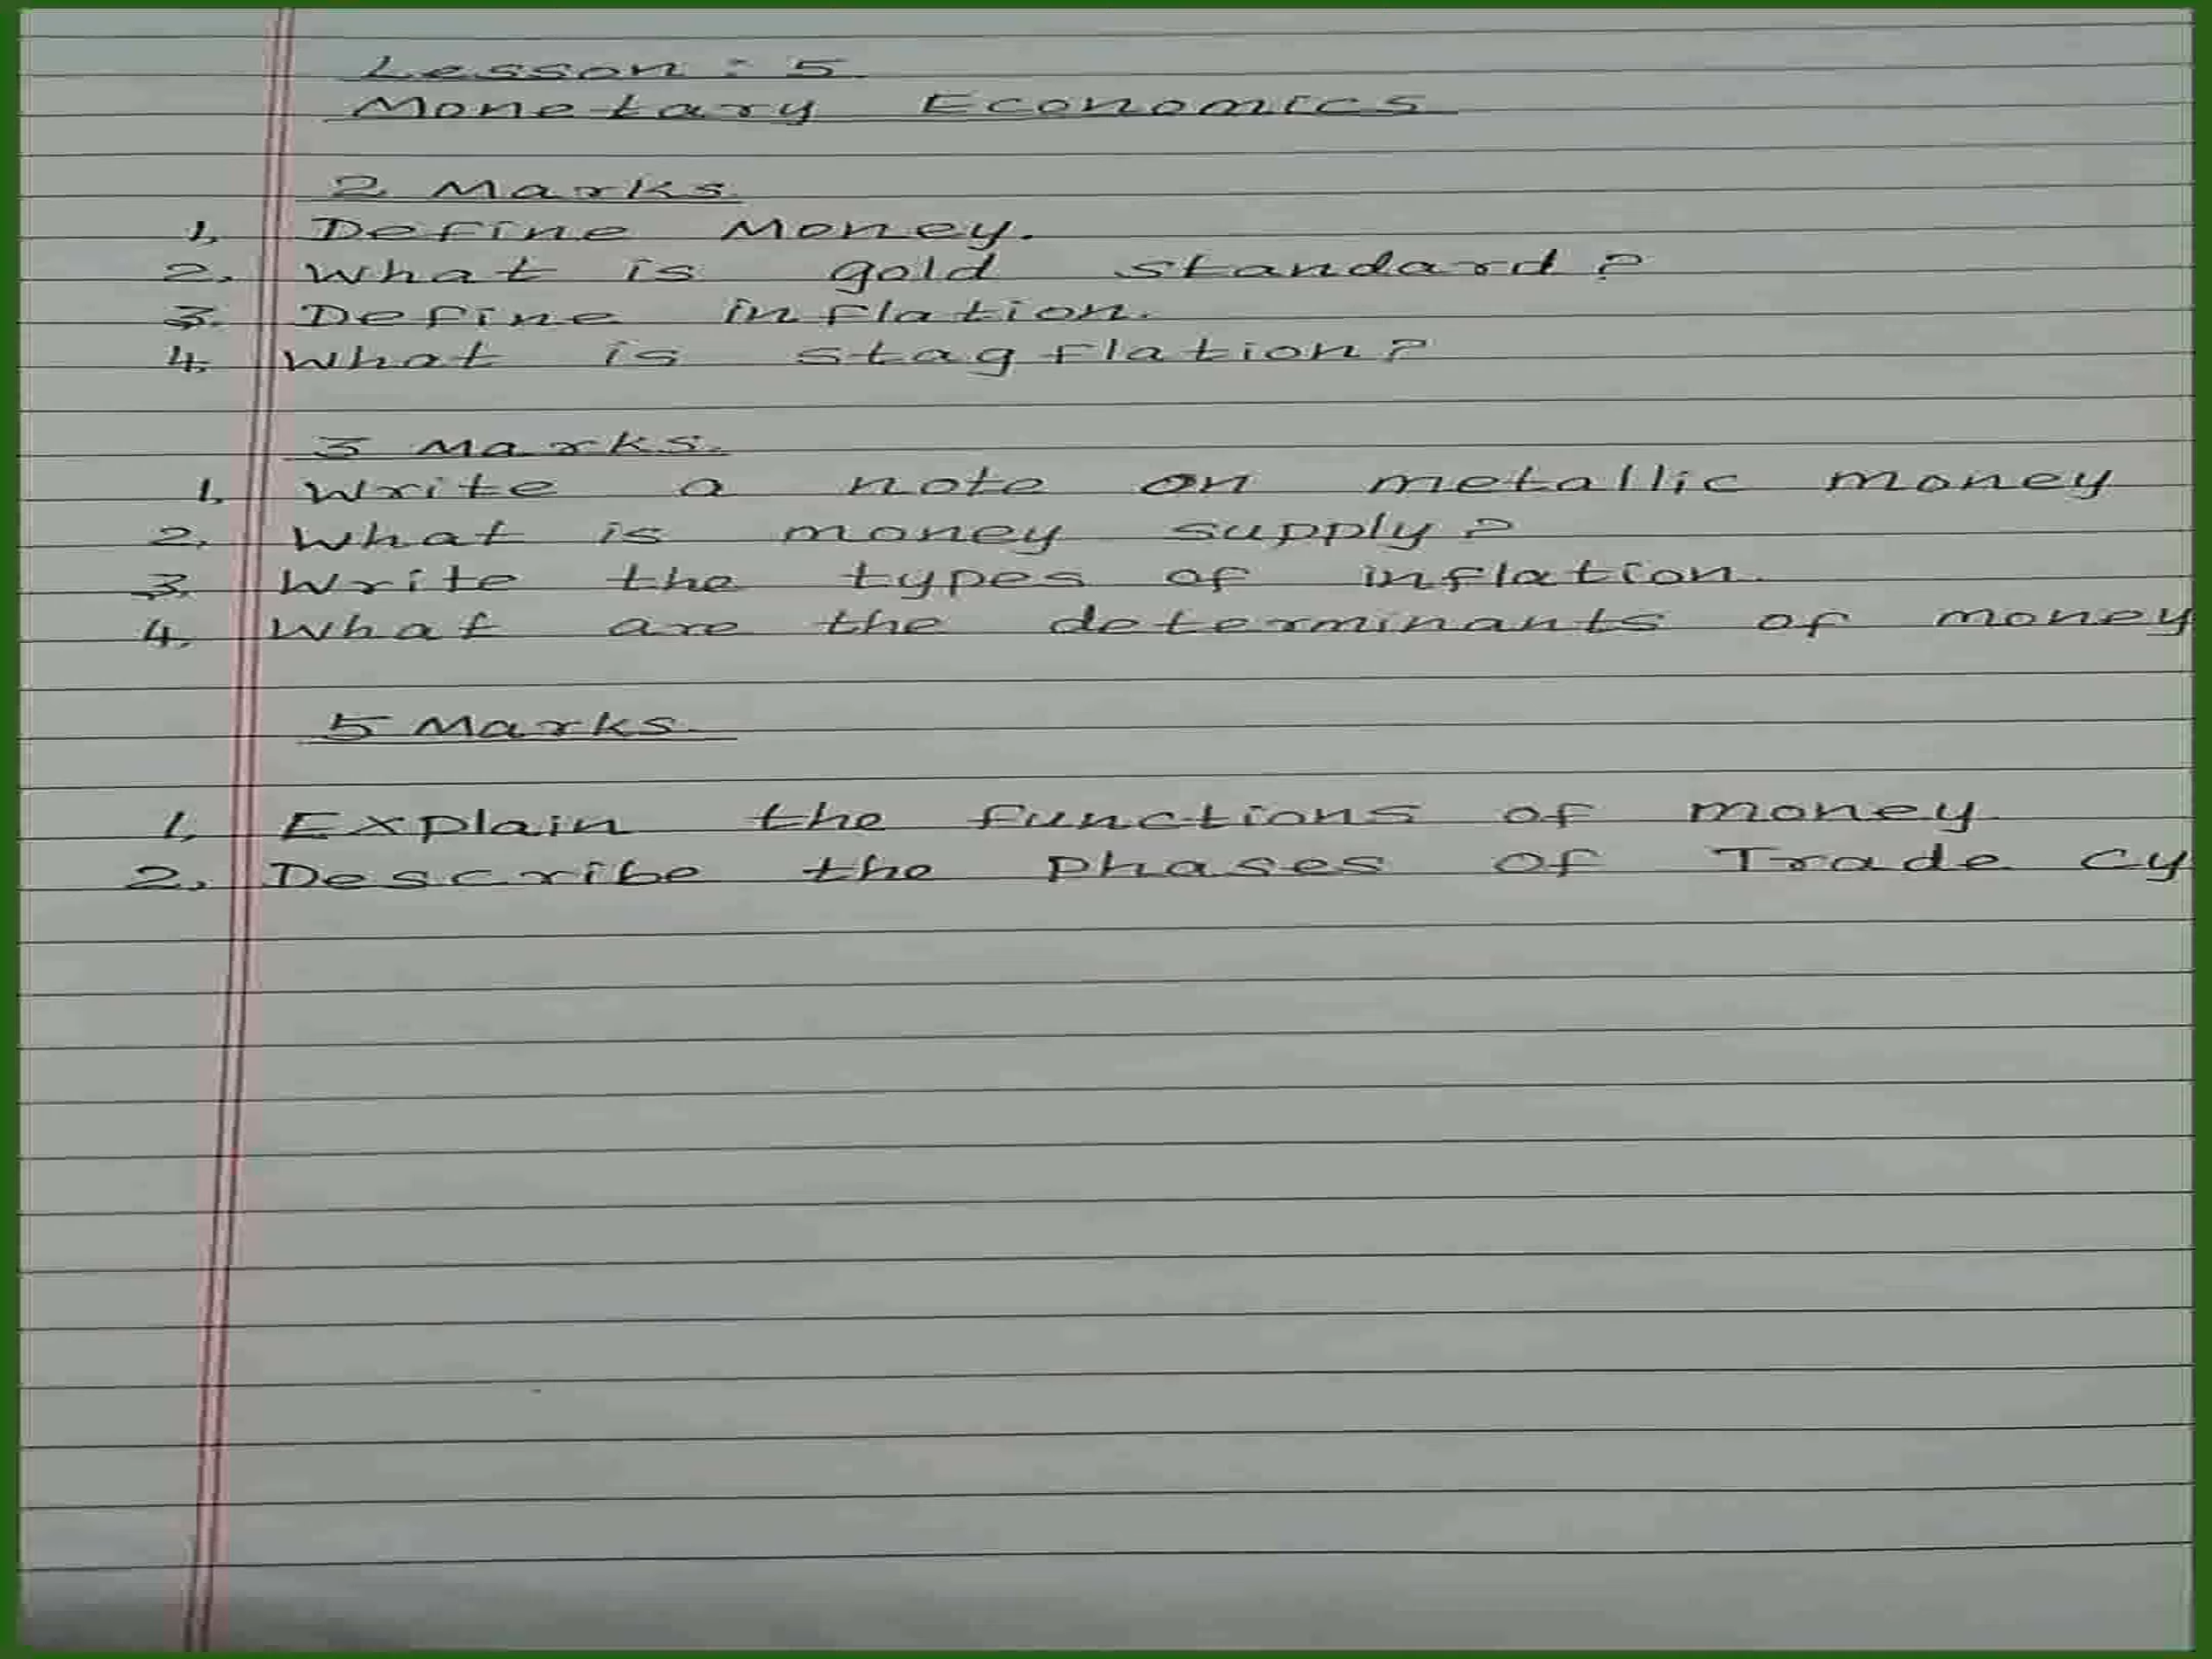 Lesson : 5
Monetary Economics
2 Marks
1. Define Money.
2. What is gold standard?
3. Define inflation.
4. What is stagflation?
3 Marks.
1. Write a note on metallic money
2. What is money supply?
3. Write the types of inflation.
4. What are the determinants of money
5 Marks
1. Explain the functions of money
2. Describe the phases of Trade cy